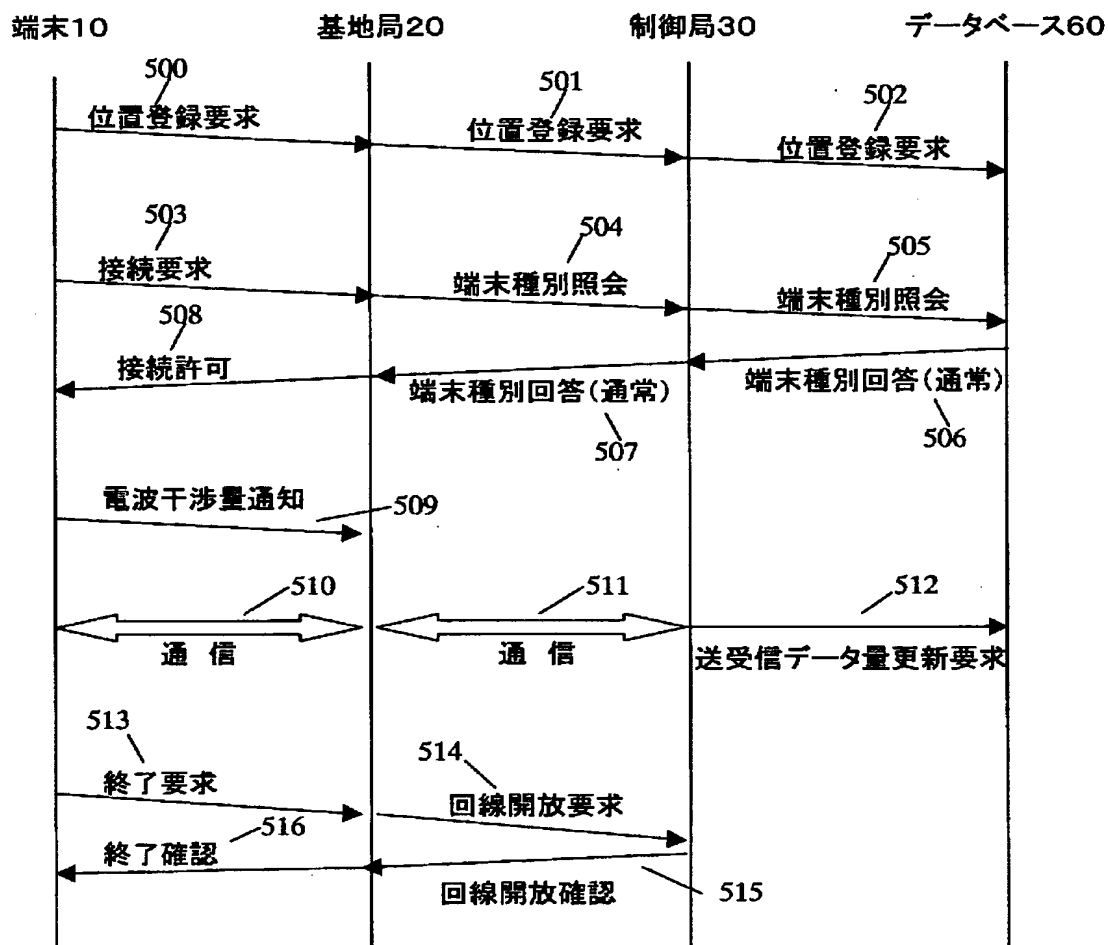 端末10 基地局20 制御局30 データベース60
500 501 502
位置登録要求 位置登録要求 位置登録要求
503 504 505
接続要求 端末種別照会 端末種別照会
508
接続許可 端末種別回答(通常) 端末種別回答(通常)
507 506
電波干渉量通知 509
510 511 512
通信 通信 送受信データ量更新要求
513 514
終了要求 回線開放要求
516
終了確認 回線開放確認 515